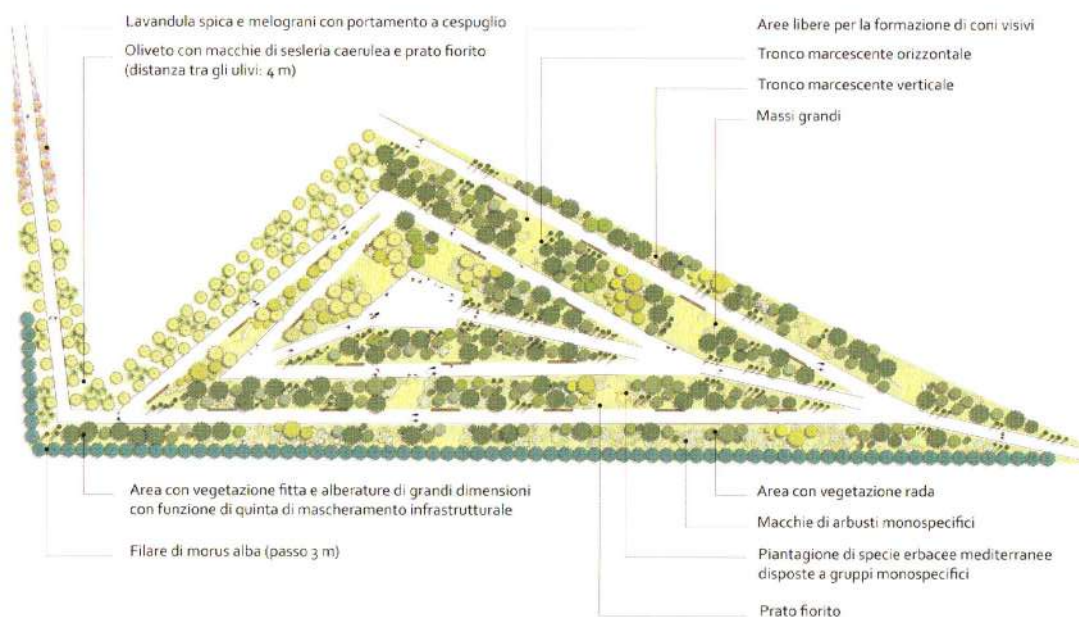 Lavandula spica e melograni con portamento a cespuglio
Oliveto con macchie di sesleria caerulea e prato fiorito
(distanza tra gli ulivi: 4 m)
Aree libere per la formazione di coni visivi
Tronco marcescente orizzontale
Tronco marcescente verticale
Massi grandi
Area con vegetazione fitta e alberature di grandi dimensioni
con funzione di quinta di mascheramento infrastrutturale
Filare di morus alba (passo 3 m)
Area con vegetazione rada
Macchie di arbusti monospecifici
Piantagione di specie erbacee mediterranee
disposte a gruppi monospecifici
Prato fiorito